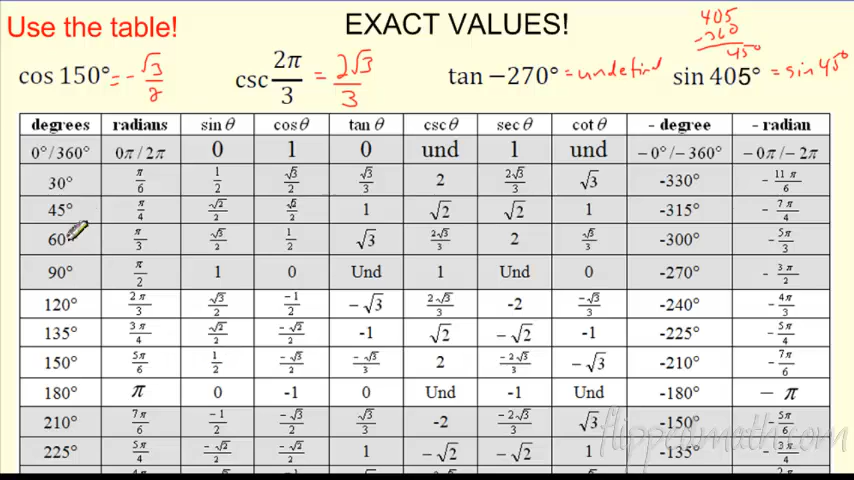 Use the table!
EXACT VALUES!
405
-360
45°
cos 150° = - √3/2
csc 2π/3 = 2√3/3
tan −270° = undefind
sin 405° = sin 45°
degrees radians sin θ cos θ tan θ csc θ sec θ cot θ - degree - radian
0°/360° 0π/2π 0 1 0 und 1 und −0°/−360° −0π/−2π
30° π/6 1/2 √3/2 √3/3 2 2√3/3 √3 -330° -11π/6
45° π/4 √2/2 √2/2 1 √2 √2 1 -315° -7π/4
60° π/3 √3/2 1/2 √3 2√3/3 2 √3/3 -300° -5π/3
90° π/2 1 0 Und 1 Und 0 -270° -3π/2
120° 2π/3 √3/2 -1/2 −√3 2√3/3 -2 -√3/3 -240° -4π/3
135° 3π/4 √2/2 -√2/2 -1 √2 −√2 -1 -225° -5π/4
150° 5π/6 1/2 -√3/2 -√3/3 2 -2√3/3 −√3 -210° -7π/6
180° π 0 -1 0 Und -1 Und -180° −π
210° 7π/6 -1/2 -√3/2 √3/3 -2 -2√3/3 √3 -150° -5π/6
225° 5π/4 -√2/2 -√2/2 1 −√2 −√2 1 -135° -3π/4
flippedmath.com